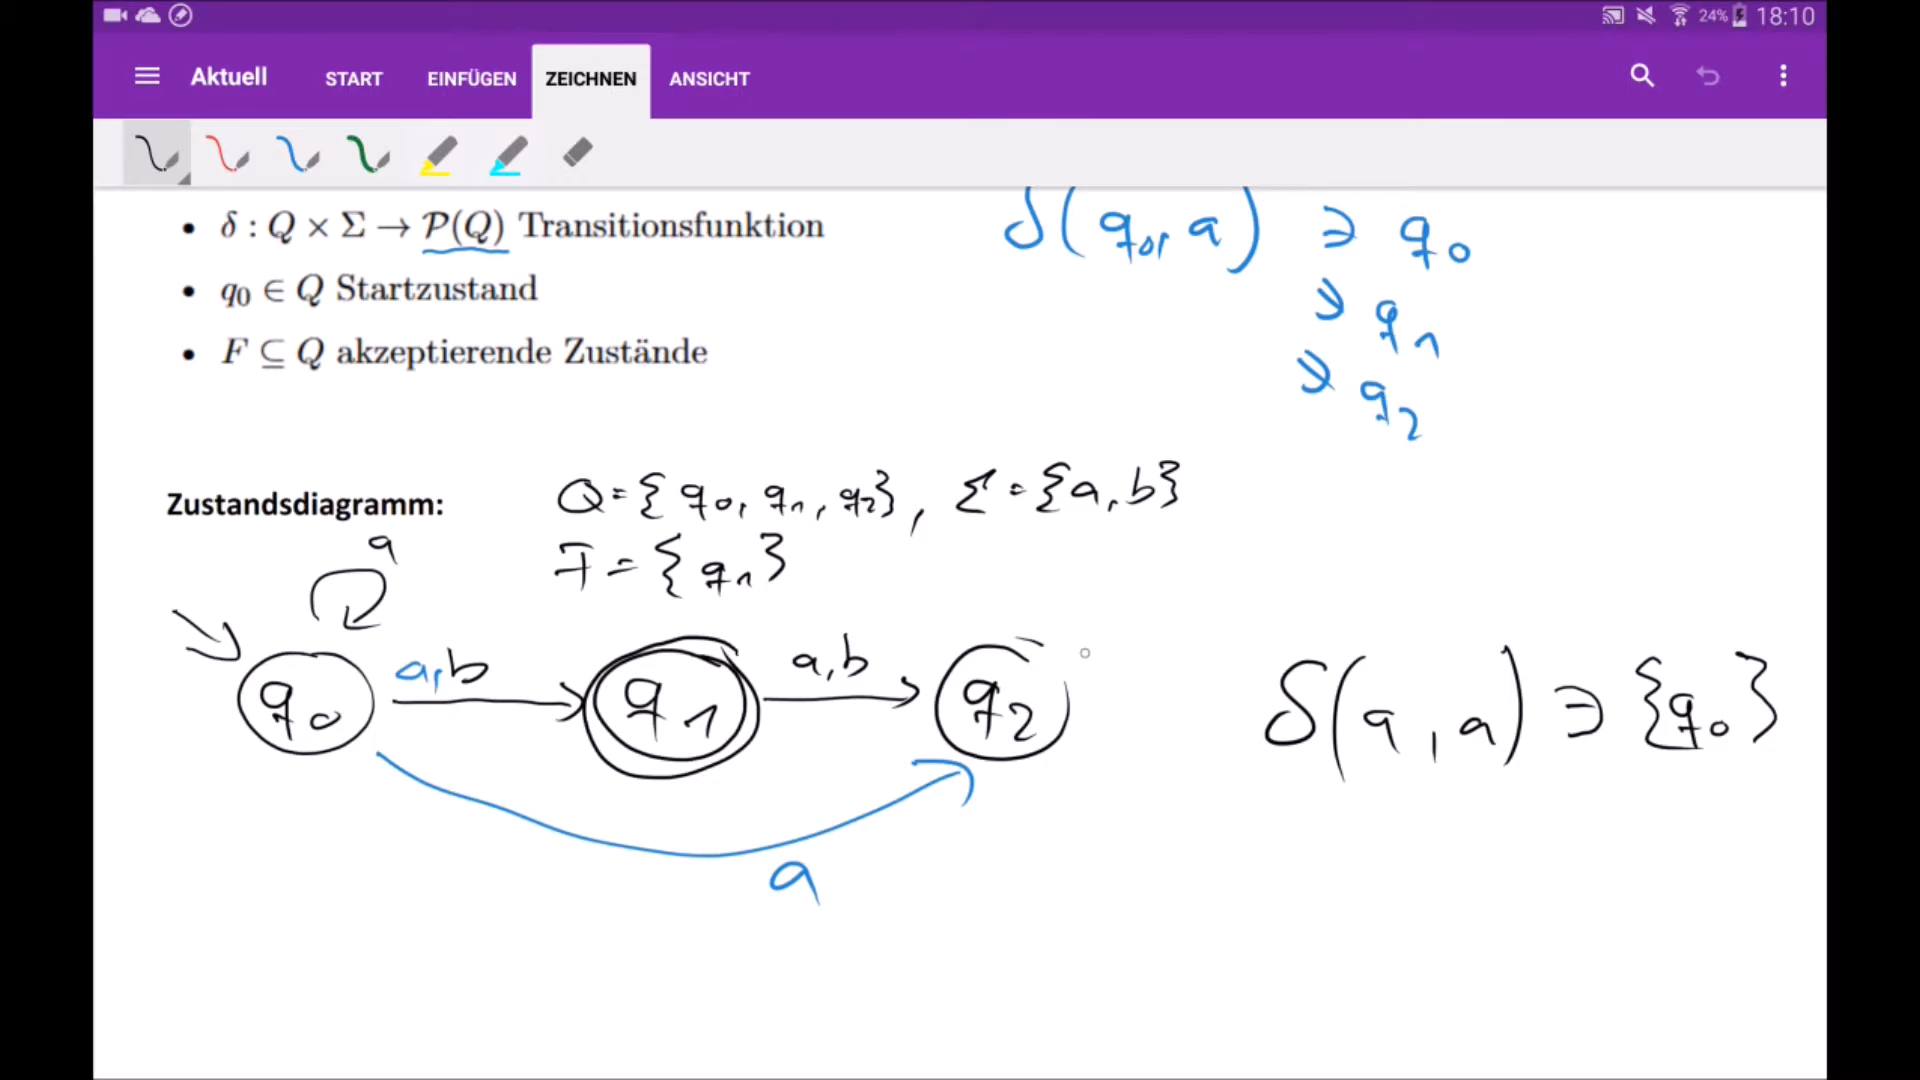 24% 18:10
Aktuell START EINFÜGEN ZEICHNEN ANSICHT
• δ : Q × Σ → 𝒫(Q) Transitionsfunktion
• q₀ ∈ Q Startzustand
• F ⊆ Q akzeptierende Zustände
δ(q₀, a) ∋ q₀
∋ q₁
∋ q₂
Zustandsdiagramm:
Q = {q₀, q₁, q₂}, Σ = {a, b}
F = {q₁}
a
q₀
a, b
q₁
a, b
q₂
a
δ(q, a) ∋ {q₀}